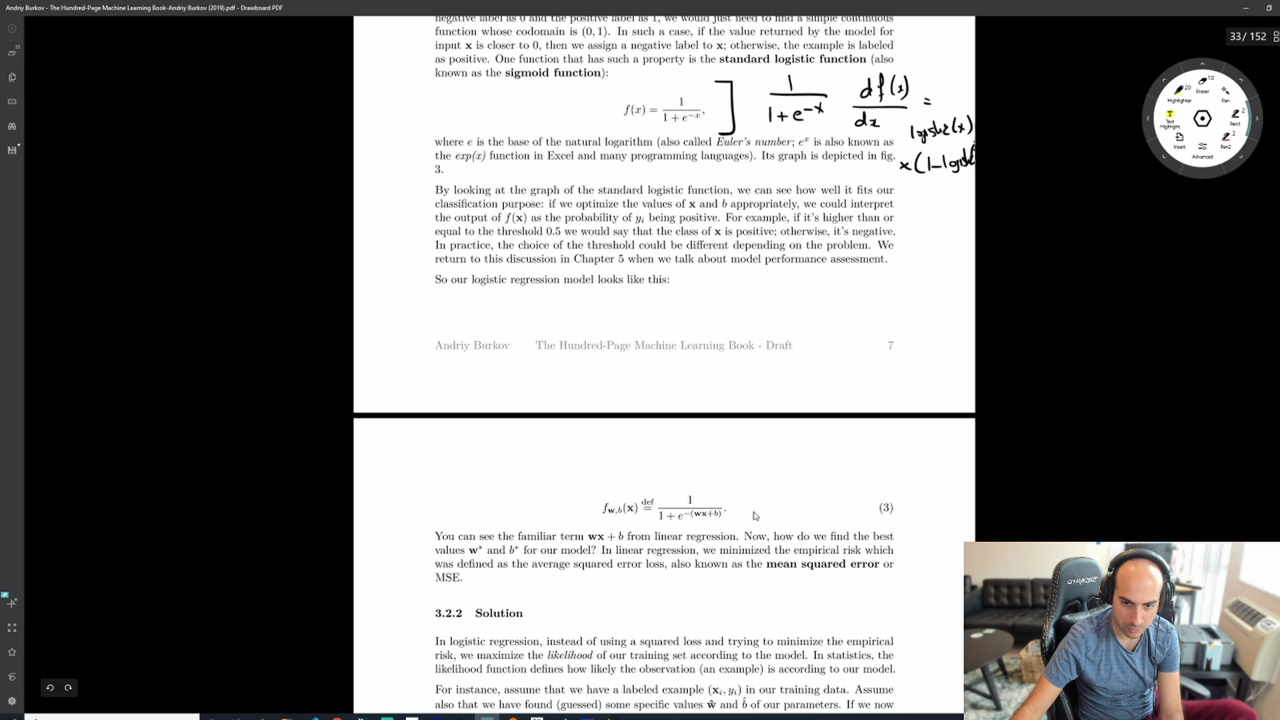 Andriy Burkov - The Hundred-Page Machine Learning Book-Andriy Burkov (2019).pdf - Drawboard PDF
33 / 152
negative label as 0 and the positive label as 1, we would just need to find a simple continuous
function whose codomain is (0, 1). In such a case, if the value returned by the model for
input x is closer to 0, then we assign a negative label to x; otherwise, the example is labeled
as positive. One function that has such a property is the standard logistic function (also
known as the sigmoid function):
f(x) = 1 / (1 + e^{-x}),
1 / (1 + e^{-x})
df(x) / dx =
x (1-
where e is the base of the natural logarithm (also called Euler's number; e^x is also known as
the exp(x) function in Excel and many programming languages). Its graph is depicted in fig.
3.
By looking at the graph of the standard logistic function, we can see how well it fits our
classification purpose: if we optimize the values of x and b appropriately, we could interpret
the output of f(x) as the probability of y_i being positive. For example, if it's higher than or
equal to the threshold 0.5 we would say that the class of x is positive; otherwise, it's negative.
In practice, the choice of the threshold could be different depending on the problem. We
return to this discussion in Chapter 5 when we talk about model performance assessment.
So our logistic regression model looks like this:
Andriy Burkov The Hundred-Page Machine Learning Book - Draft 7
f_{w,b}(x) def= 1 / (1 + e^{-(wx+b)}). (3)
You can see the familiar term wx + b from linear regression. Now, how do we find the best
values w* and b* for our model? In linear regression, we minimized the empirical risk which
was defined as the average squared error loss, also known as the mean squared error or
MSE.
3.2.2 Solution
In logistic regression, instead of using a squared loss and trying to minimize the empirical
risk, we maximize the likelihood of our training set according to the model. In statistics, the
likelihood function defines how likely the observation (an example) is according to our model.
For instance, assume that we have a labeled example (x_i, y_i) in our training data. Assume
also that we have found (guessed) some specific values ŵ and b̂ of our parameters. If we now
Highlighter
Eraser
Pen
Text Highlight
Pen1
Insert
Pen2
Advanced
GTRACING